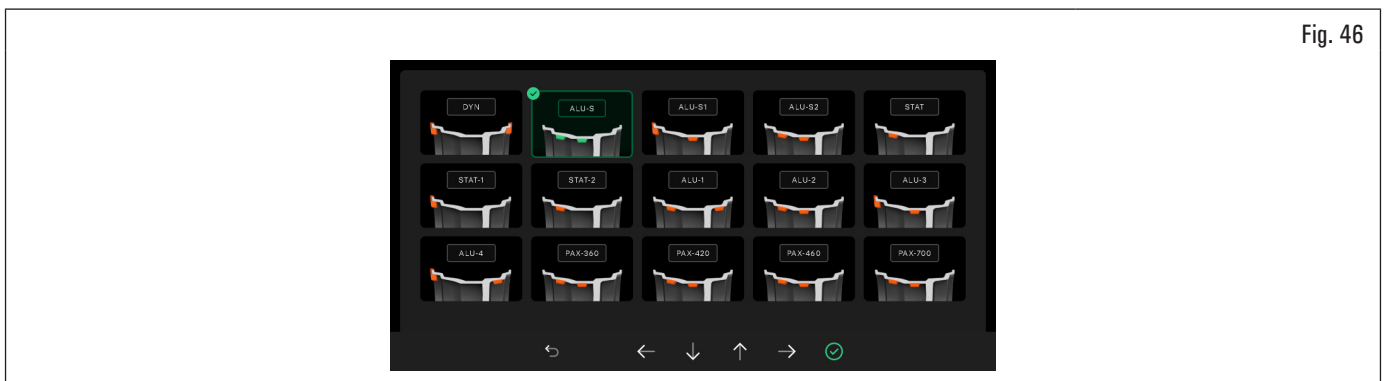 Fig. 46
DYN
ALU-S
ALU-S1
ALU-S2
STAT
STAT-1
STAT-2
ALU-1
ALU-2
ALU-3
ALU-4
PAX-360
PAX-420
PAX-460
PAX-700